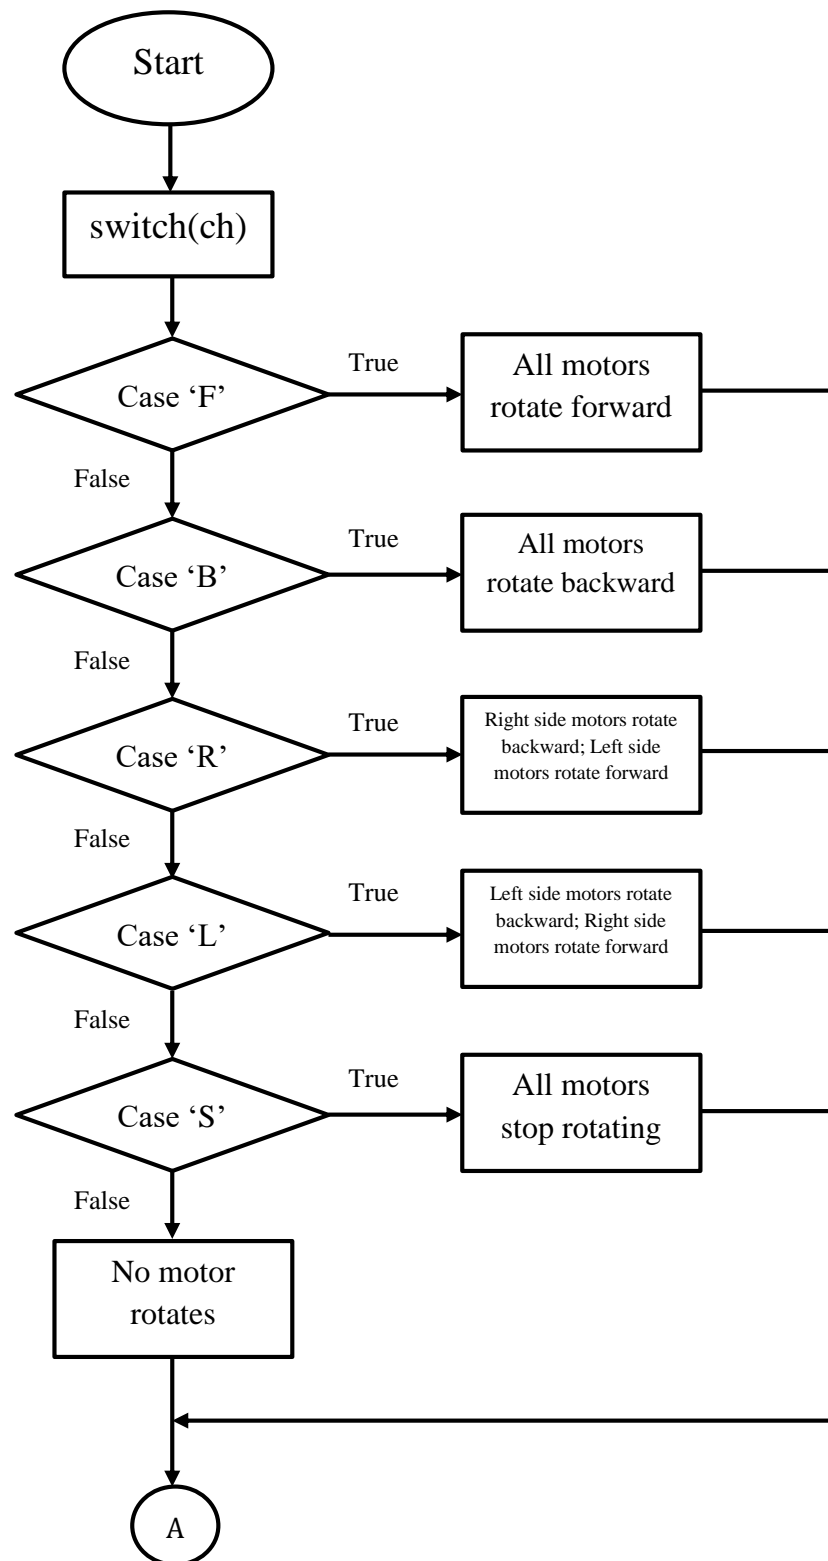 Start
switch(ch)
Case ‘F’
True
All motors
rotate forward
False
Case ‘B’
True
All motors
rotate backward
False
Case ‘R’
True
Right side motors rotate
backward; Left side
motors rotate forward
False
Case ‘L’
True
Left side motors rotate
backward; Right side
motors rotate forward
False
Case ‘S’
True
All motors
stop rotating
False
No motor
rotates
A